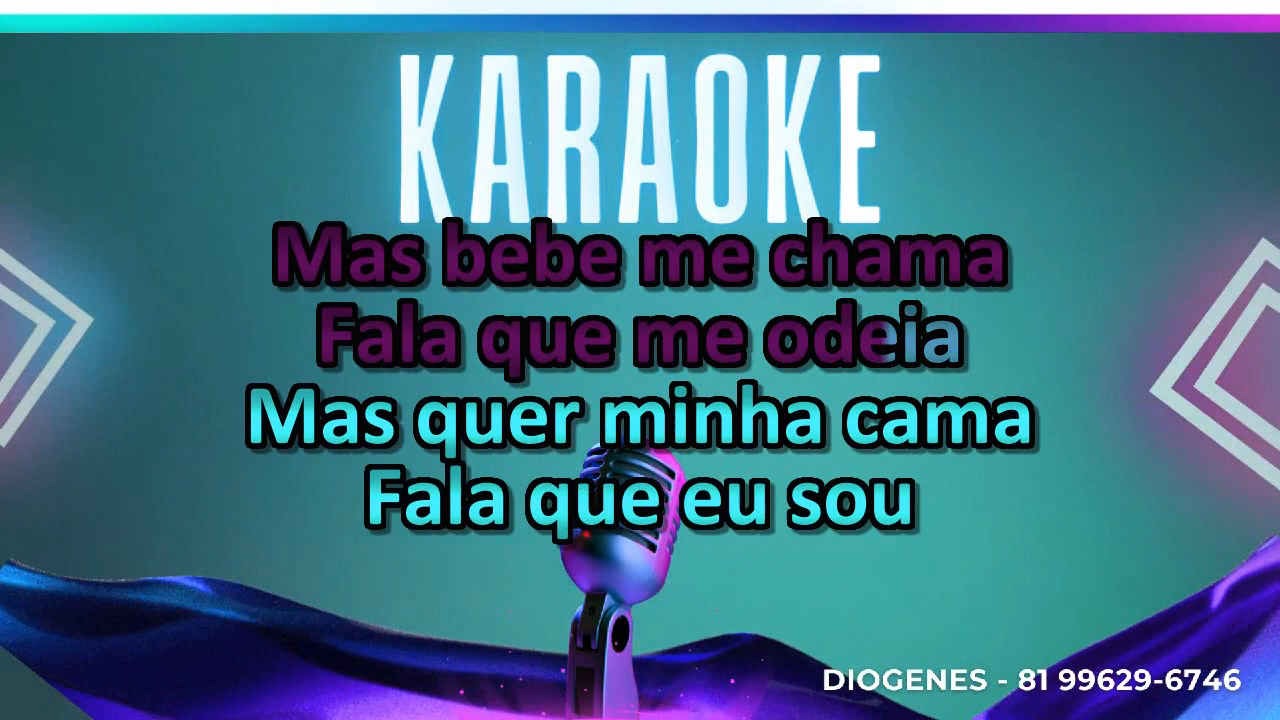 KARAOKE
Mas bebe me chama
Fala que me odeia
Mas quer minha cama
Fala que eu sou
DIOGENES - 81 99629-6746